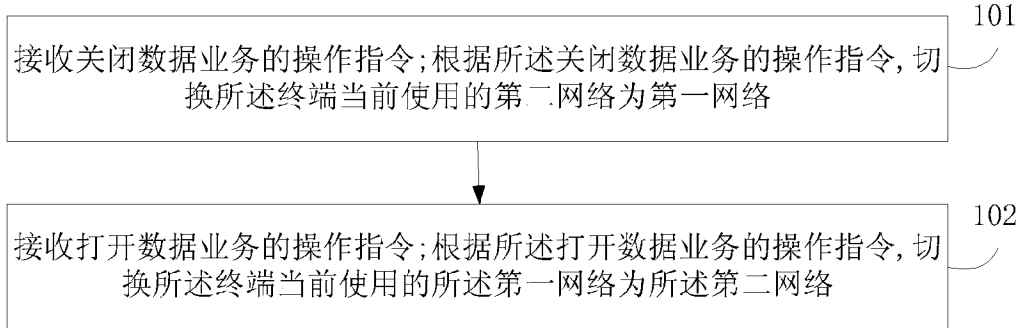 101
接收关闭数据业务的操作指令;根据所述关闭数据业务的操作指令,切
换所述终端当前使用的第二网络为第一网络
102
接收打开数据业务的操作指令;根据所述打开数据业务的操作指令,切
换所述终端当前使用的所述第一网络为所述第二网络